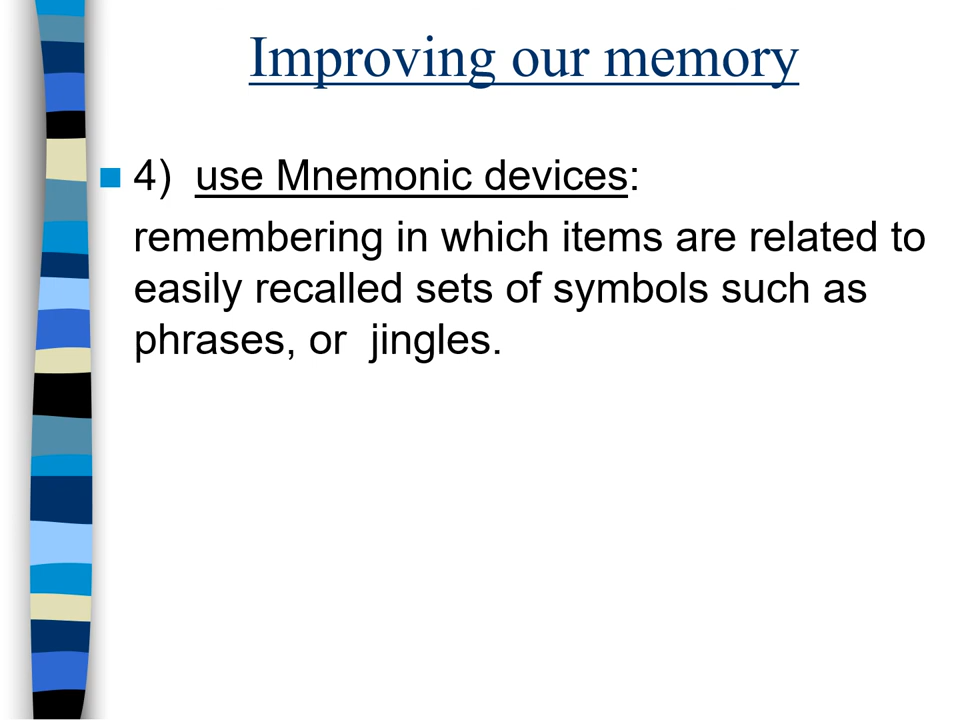 Improving our memory
4)  use Mnemonic devices:
remembering in which items are related to
easily recalled sets of symbols such as
phrases, or  jingles.